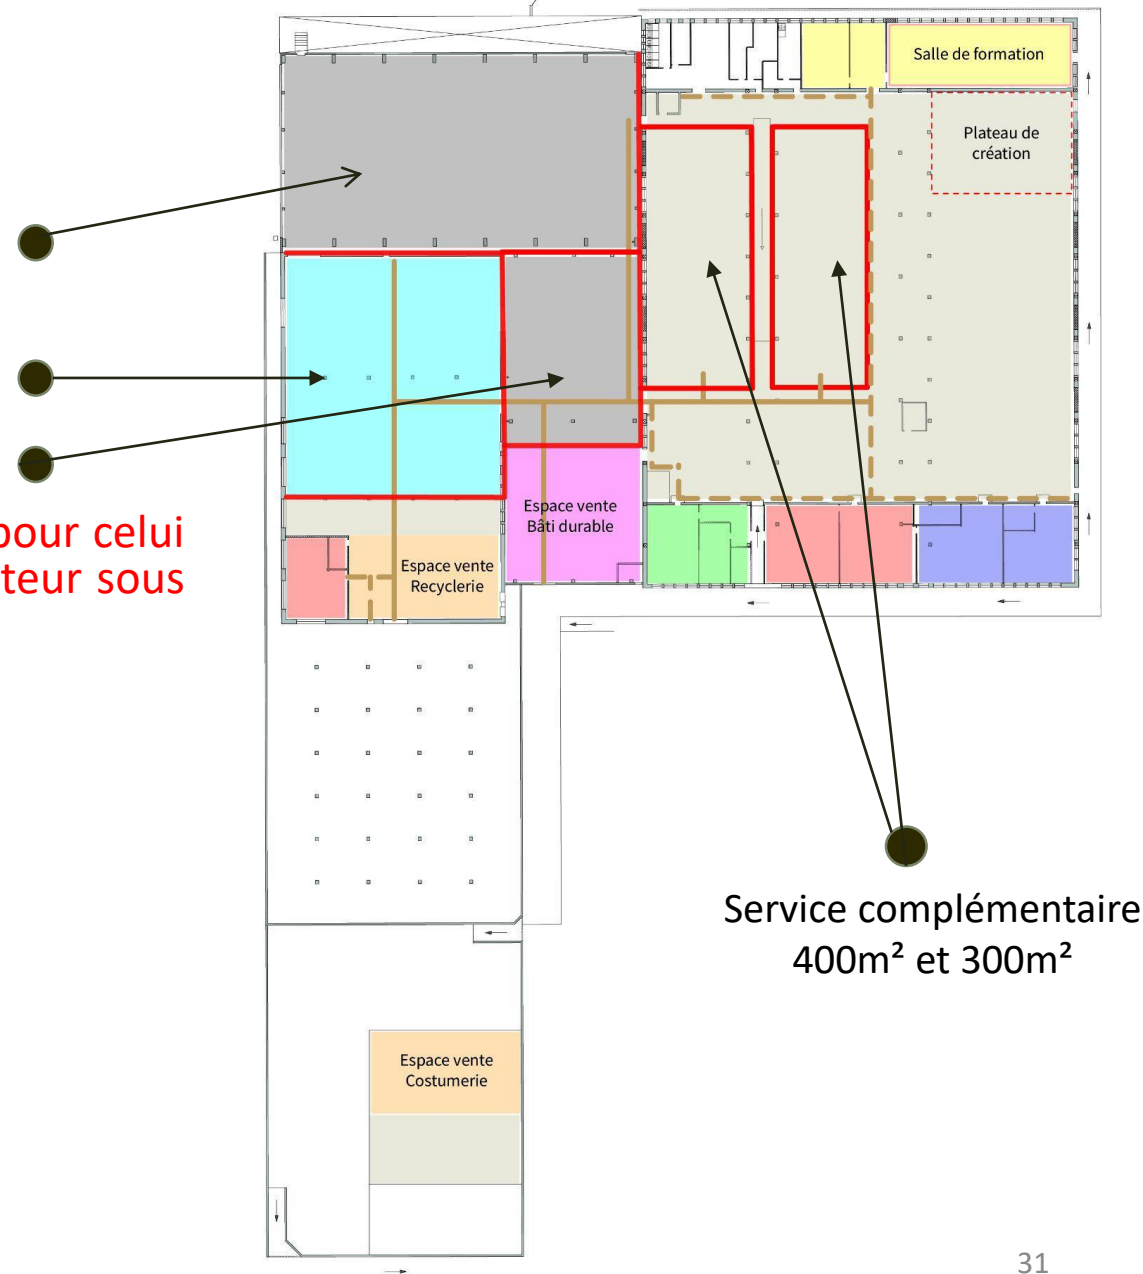 Salle de formation
Plateau de
création
Espace vente
Bâti durable
pour celui
teur sous
Espace vente
Recyclerie
Service complémentaire
400m² et 300m²
Espace vente
Costumerie
31